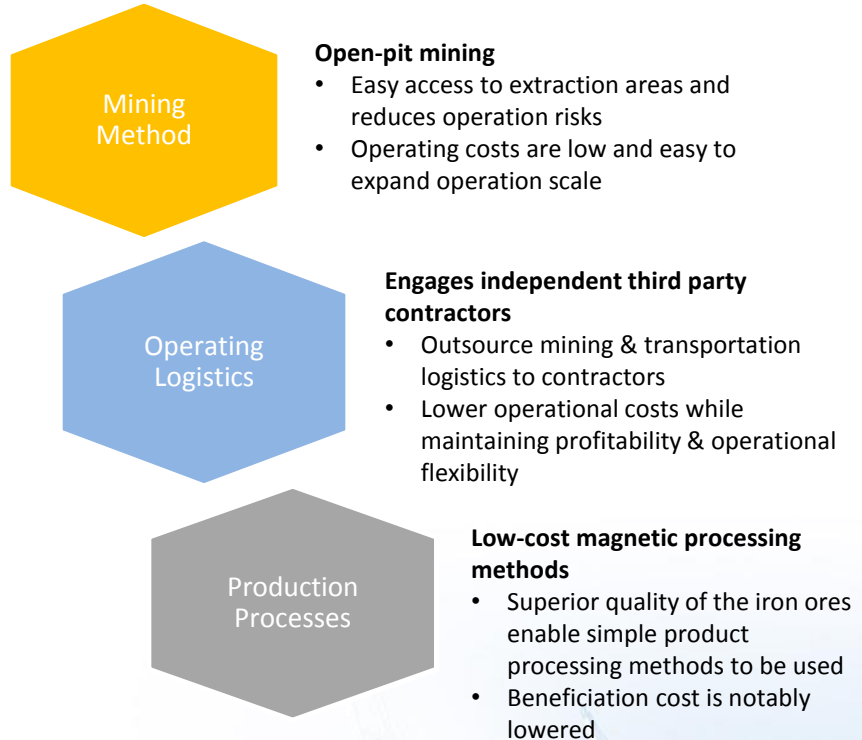 Mining
Method
Open-pit mining
• Easy access to extraction areas and
reduces operation risks
• Operating costs are low and easy to
expand operation scale
Operating
Logistics
Engages independent third party
contractors
• Outsource mining & transportation
logistics to contractors
• Lower operational costs while
maintaining profitability & operational
flexibility
Production
Processes
Low-cost magnetic processing
methods
• Superior quality of the iron ores
enable simple product
processing methods to be used
• Beneficiation cost is notably
lowered